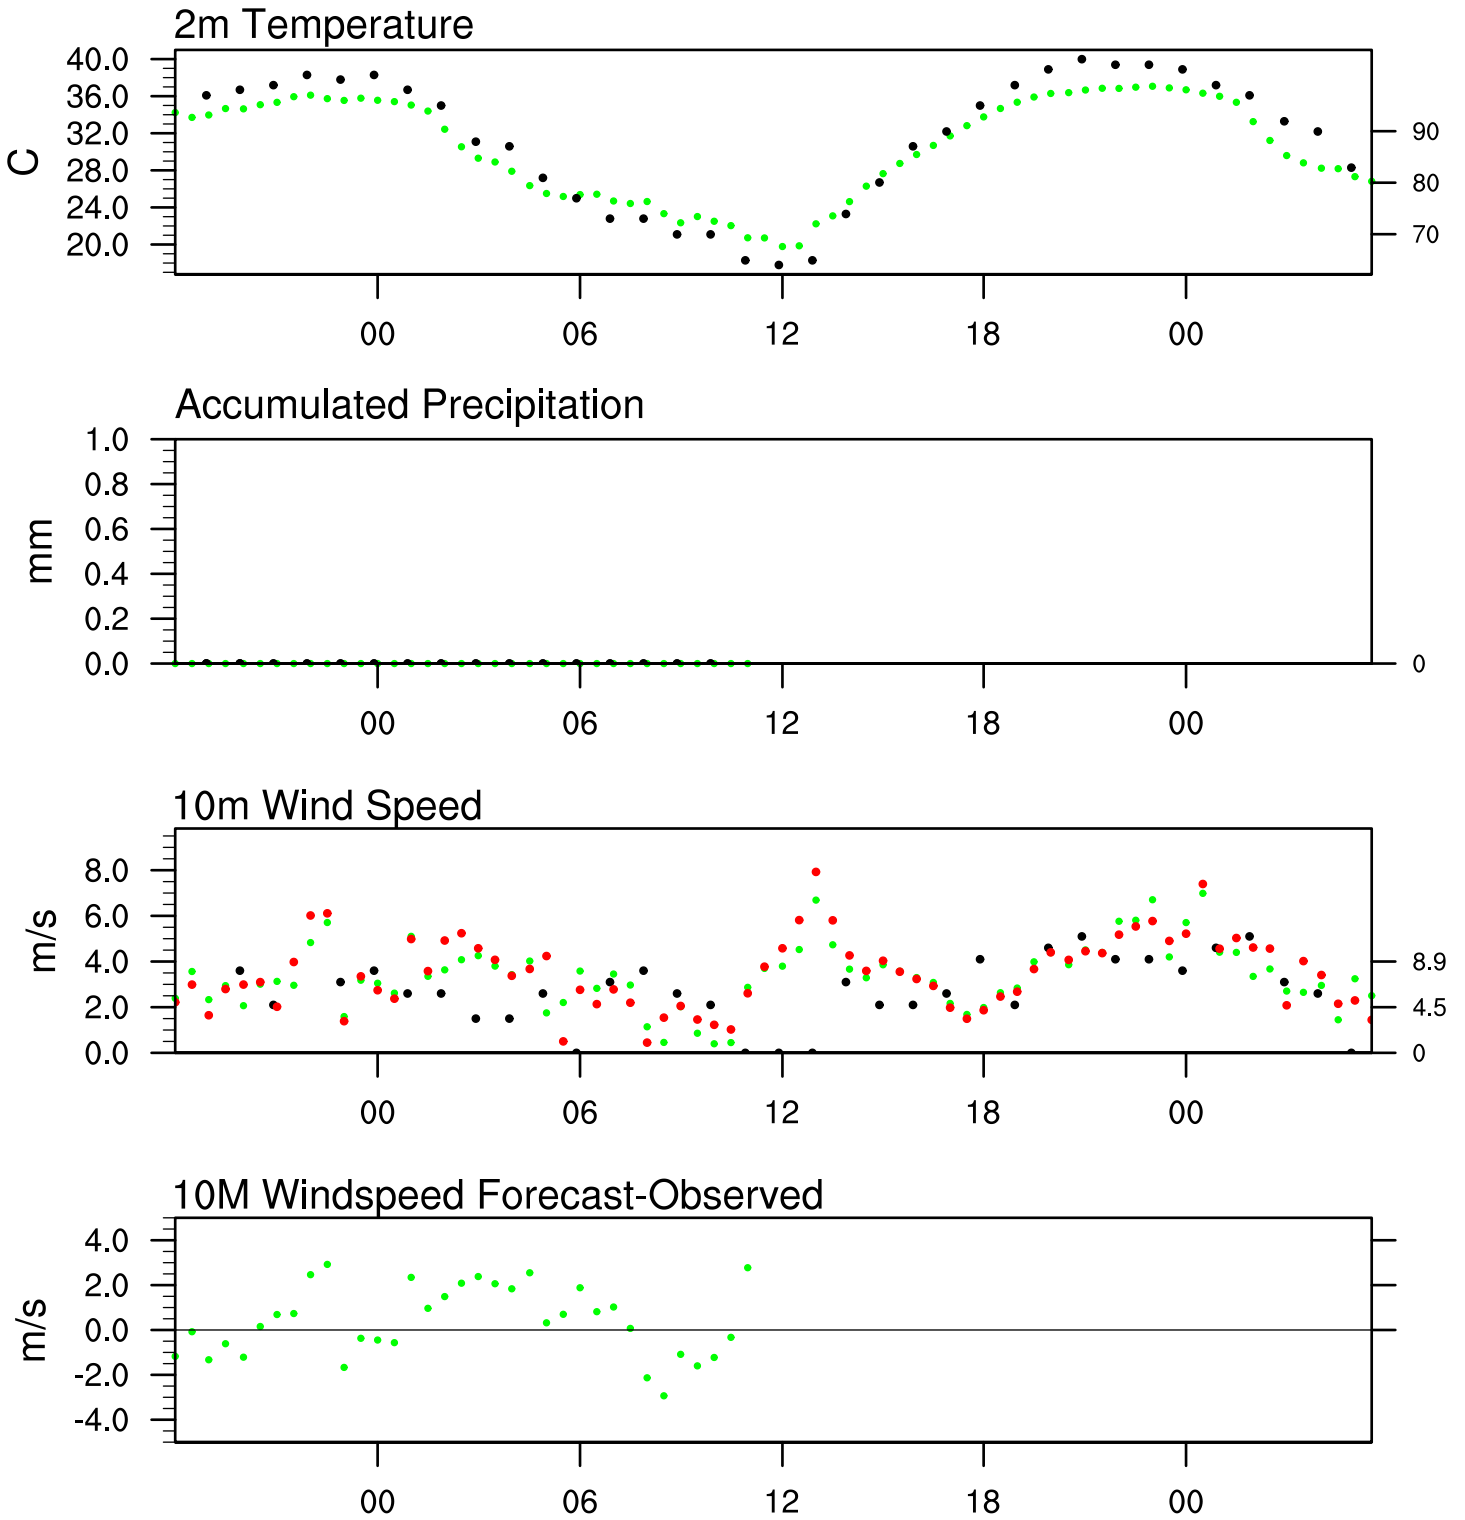 2m Temperature
40.0
36.0
32.0
28.0
24.0
20.0
C
90
80
70
00 06 12 18 00
Accumulated Precipitation
1.0
0.8
0.6
0.4
0.2
0.0
mm
0
00 06 12 18 00
10m Wind Speed
8.0
6.0
4.0
2.0
0.0
m/s
8.9
4.5
0
00 06 12 18 00
10M Windspeed Forecast-Observed
4.0
2.0
0.0
-2.0
-4.0
m/s
00 06 12 18 00